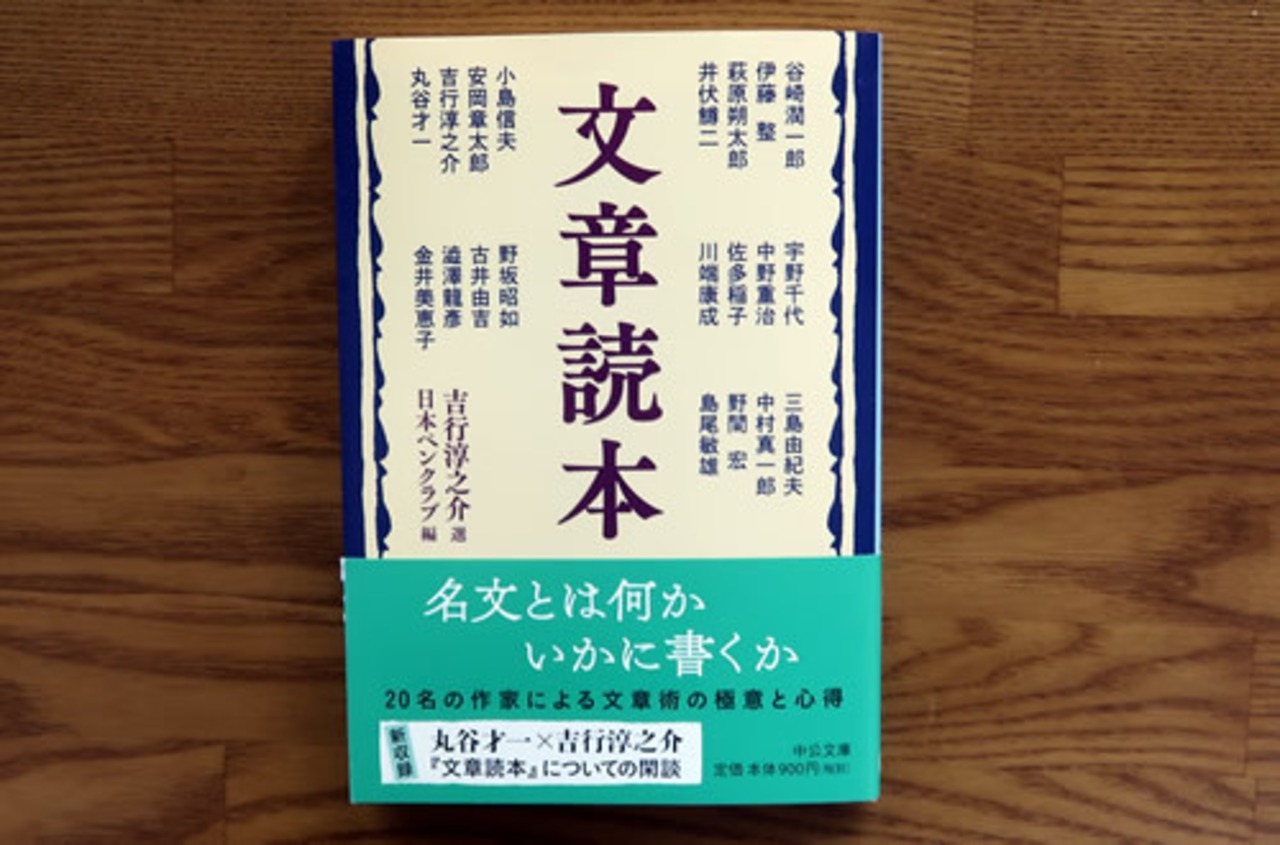 谷崎潤一郎
伊藤 整
萩原朔太郎
井伏鱒二
宇野千代
中野重治
佐多稲子
川端康成
三島由紀夫
中村真一郎
野間 宏
島尾敏雄
文章読本
小島信夫
安岡章太郎
吉行淳之介
丸谷才一
野坂昭如
古井由吉
澁澤龍彥
金井美恵子
吉行淳之介 選
日本ペンクラブ 編
名文とは何か
いかに書くか
20名の作家による文章術の極意と心得
新収録
丸谷才一×吉行淳之介
『文章読本』についての閑談
中公文庫
定価 本体900円(税別)